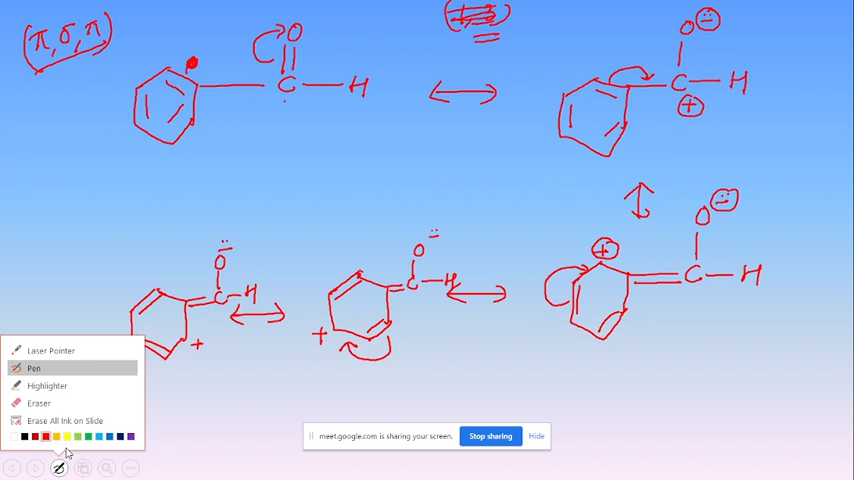 (π, σ, π)
O
C H
O
C H
+
O
C H
+
O
C H
+
O
C H
+
Laser Pointer
Pen
Highlighter
Eraser
Erase All Ink on Slide
meet.google.com is sharing your screen. Stop sharing Hide